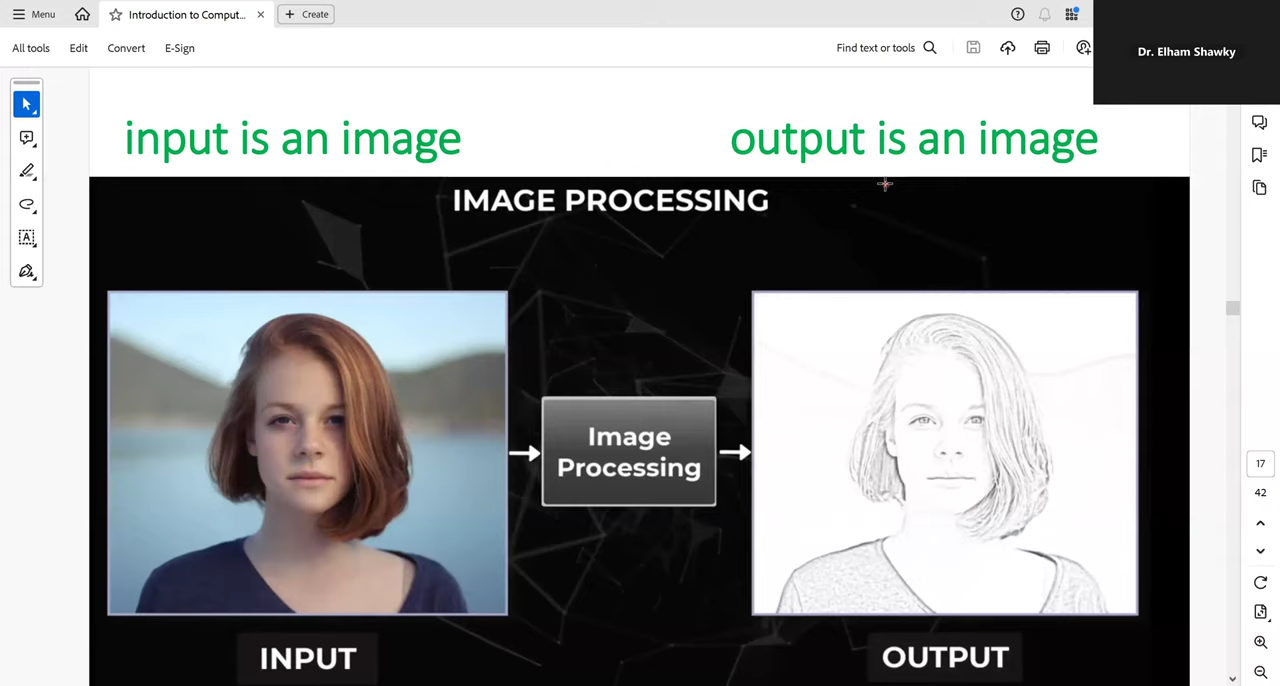 Menu
Introduction to Comput...
Create
All tools
Edit
Convert
E-Sign
Find text or tools
Dr. Elham Shawky
input is an image
output is an image
IMAGE PROCESSING
Image
Processing
INPUT
OUTPUT
17
42